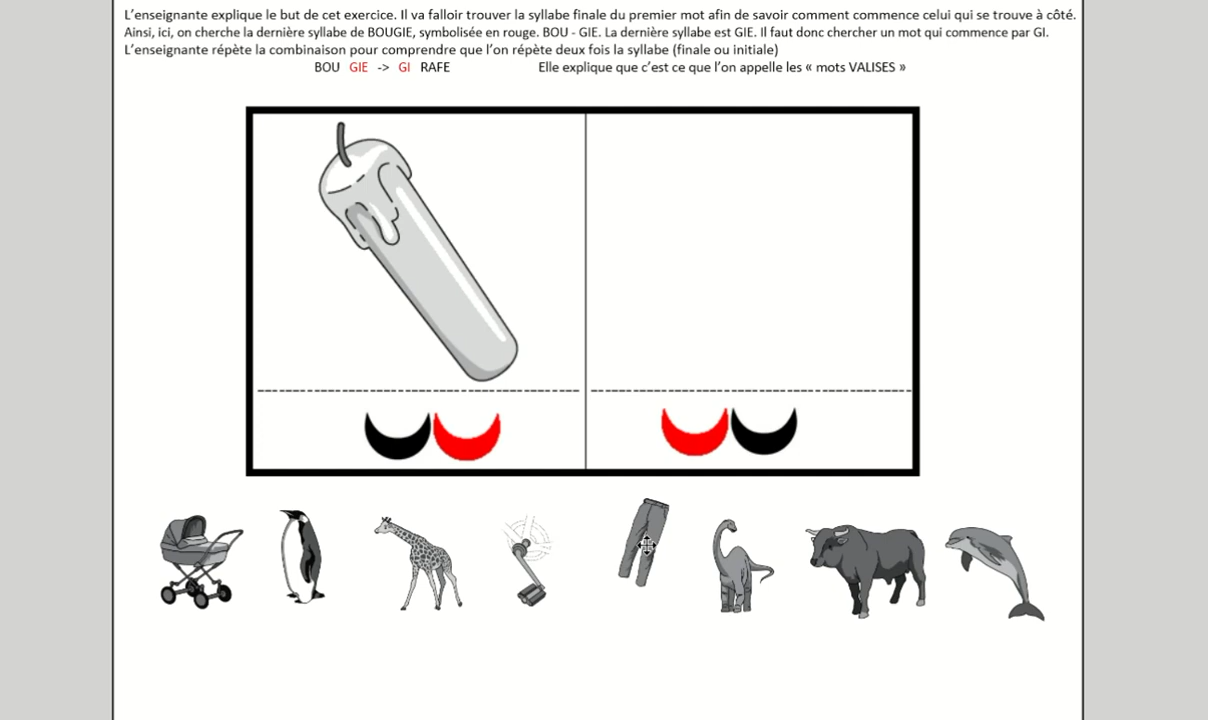 L’enseignante explique le but de cet exercice. Il va falloir trouver la syllabe finale du premier mot afin de savoir comment commence celui qui se trouve à côté.
Ainsi, ici, on cherche la dernière syllabe de BOUGIE, symbolisée en rouge. BOU - GIE. La dernière syllabe est GIE. Il faut donc chercher un mot qui commence par GI.
L’enseignante répète la combinaison pour comprendre que l’on répète deux fois la syllabe (finale ou initiale)
BOU GIE -> GI RAFE Elle explique que c’est ce que l’on appelle les « mots VALISES »